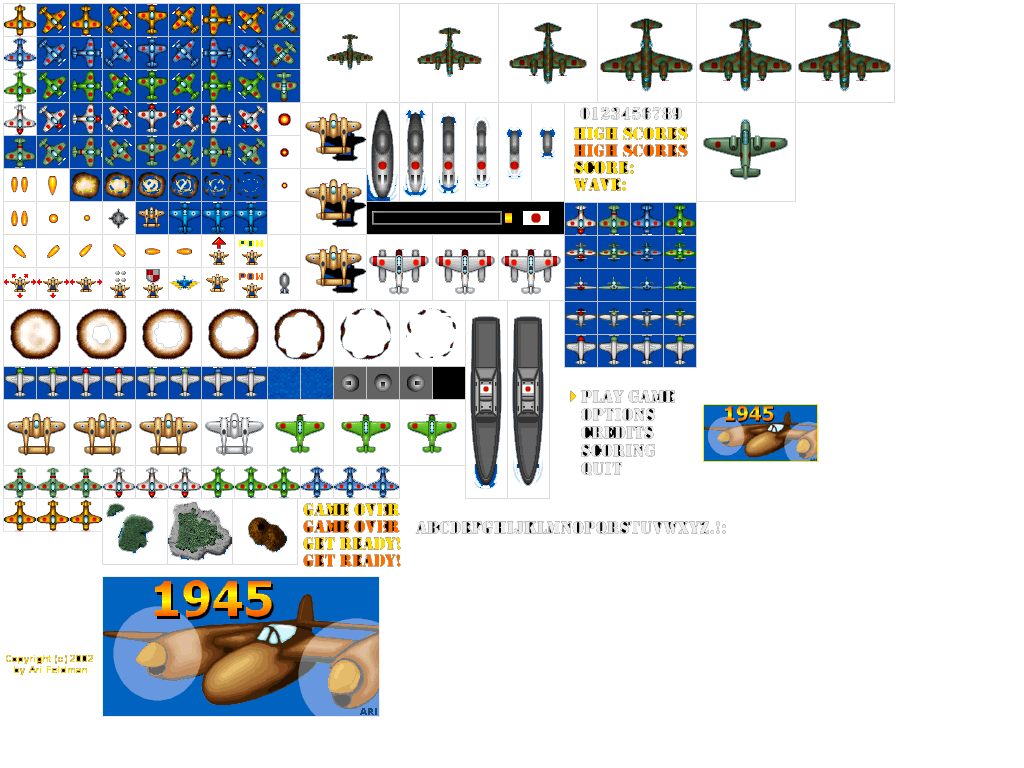 0123456789
HIGH SCORES
HIGH SCORES
SCORE:
WAVE:
POW
POW
PLAY GAME
OPTIONS
CREDITS
SCORING
QUIT
1945
ARI
GAME OVER
GAME OVER
GET READY!
GET READY!
ABCDEFGHIJKLMNOPQRSTUVWXYZ.!:
1945
ARI
Copyright (c) 2002
by Ari Feldman